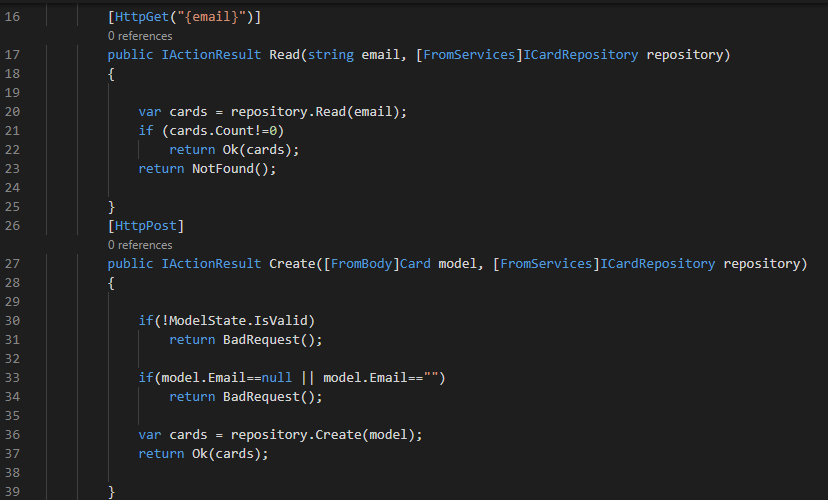 16 [HttpGet("{email}")]
0 references
17 public IActionResult Read(string email, [FromServices]ICardRepository repository)
18 {
19
20 var cards = repository.Read(email);
21 if (cards.Count!=0)
22 return Ok(cards);
23 return NotFound();
24
25 }
26 [HttpPost]
0 references
27 public IActionResult Create([FromBody]Card model, [FromServices]ICardRepository repository)
28 {
29
30 if(!ModelState.IsValid)
31 return BadRequest();
32
33 if(model.Email==null || model.Email=="")
34 return BadRequest();
35
36 var cards = repository.Create(model);
37 return Ok(cards);
38
39 }